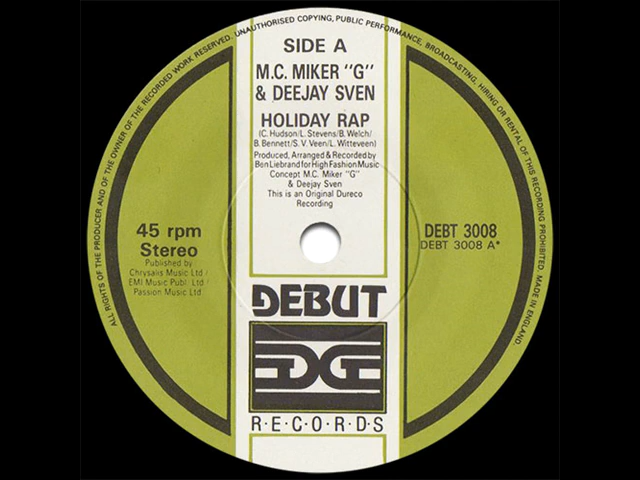 ALL RIGHTS OF THE PRODUCER AND OF THE OWNER OF THE RECORDED WORK RESERVED. UNAUTHORISED COPYING, PUBLIC PERFORMANCE, BROADCASTING, HIRING OR RENTAL OF THIS RECORDING PROHIBITED. MADE IN ENGLAND.
SIDE A
M.C. MIKER "G"
& DEEJAY SVEN
HOLIDAY RAP
(C. Hudson/L. Stevens/B. Welch/
B. Bennett/S. V. Veen/L. Witteveen)
Produced, Arranged & Recorded by
Ben Liebrand for High Fashion Music
Concept M.C. Miker "G"
& Deejay Sven
This is an Original Dureco
Recording
45 rpm
Stereo
Published by
Chrysalis Music Ltd /
EMI Music Publ. Ltd /
Passion Music Ltd
DEBT 3008
DEBT 3008 A*
DEBUT
R·E·C·O·R·D·S